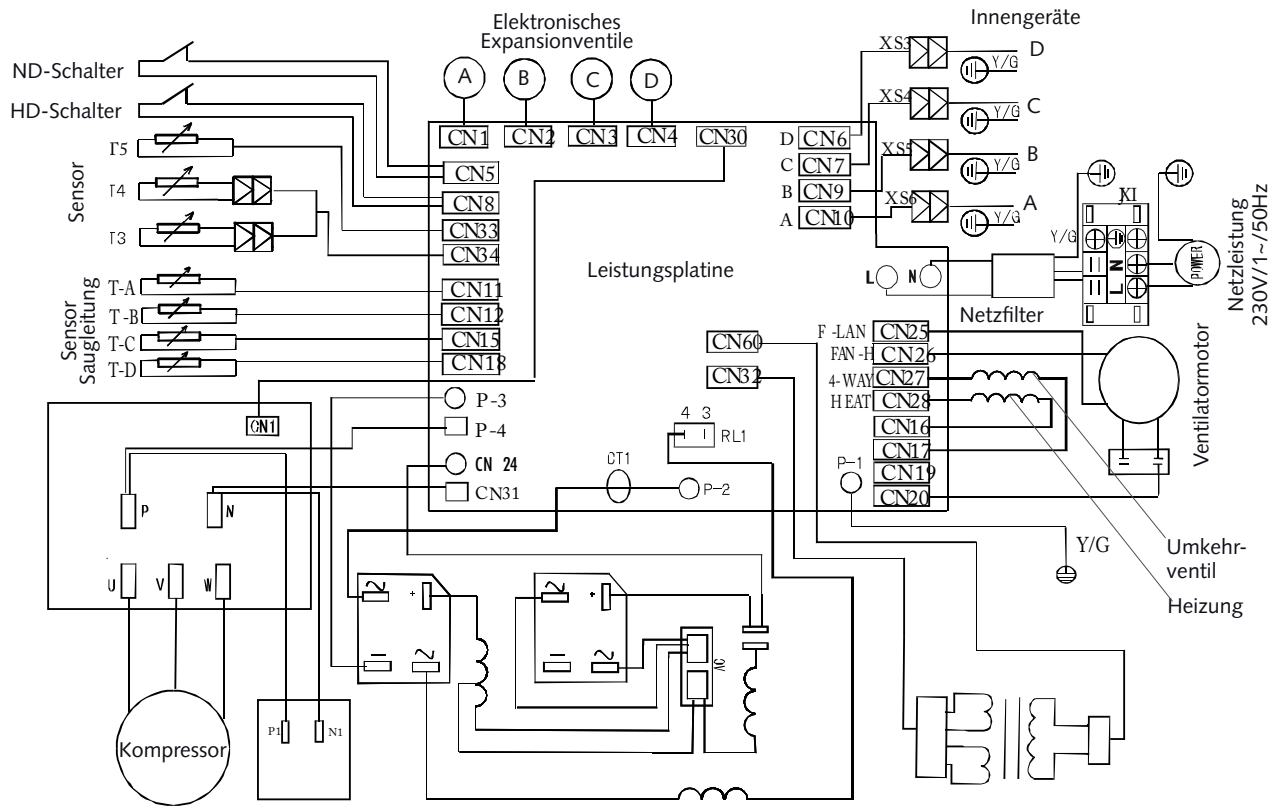 Elektronisches
Expansionventile
Innengeräte
ND-Schalter
HD-Schalter
A
B
C
D
XS3
D
Y/G
XS4
C
Y/G
XS5
B
Y/G
XS6
A
Y/G
CN1
CN2
CN3
CN4
CN30
D
CN6
C
CN7
B
CN9
A
CN10
Sensor
T5
T4
T3
CN5
CN8
CN33
CN34
Sensor
Saugleitung
T-A
T-B
T-C
T-D
CN11
CN12
CN15
CN18
Leistungsplatine
L
N
Netzfilter
Y/G
L N
POWER
Netzleistung
230V/1~/50Hz
CN60
CN32
F-LAN
CN25
FAN-H
CN26
4-WAY
CN27
HEAT
CN28
CN16
CN17
CN19
CN20
Ventilatormotor
P-3
P-4
CN 24
CN31
4 3
RL1
CT1
P-2
P-1
Y/G
Umkehr-
ventil
Heizung
CN1
P
N
U
V
W
Kompressor
P1
N1
+
−
+
−
AC